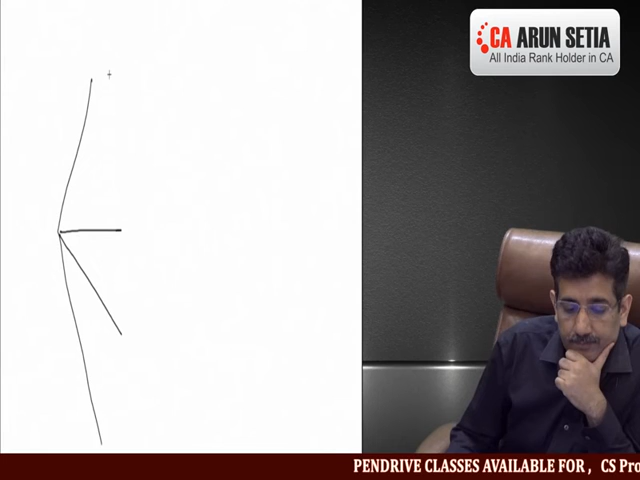 CA ARUN SETIA
All India Rank Holder in CA
PENDRIVE CLASSES AVAILABLE FOR , CS Pro